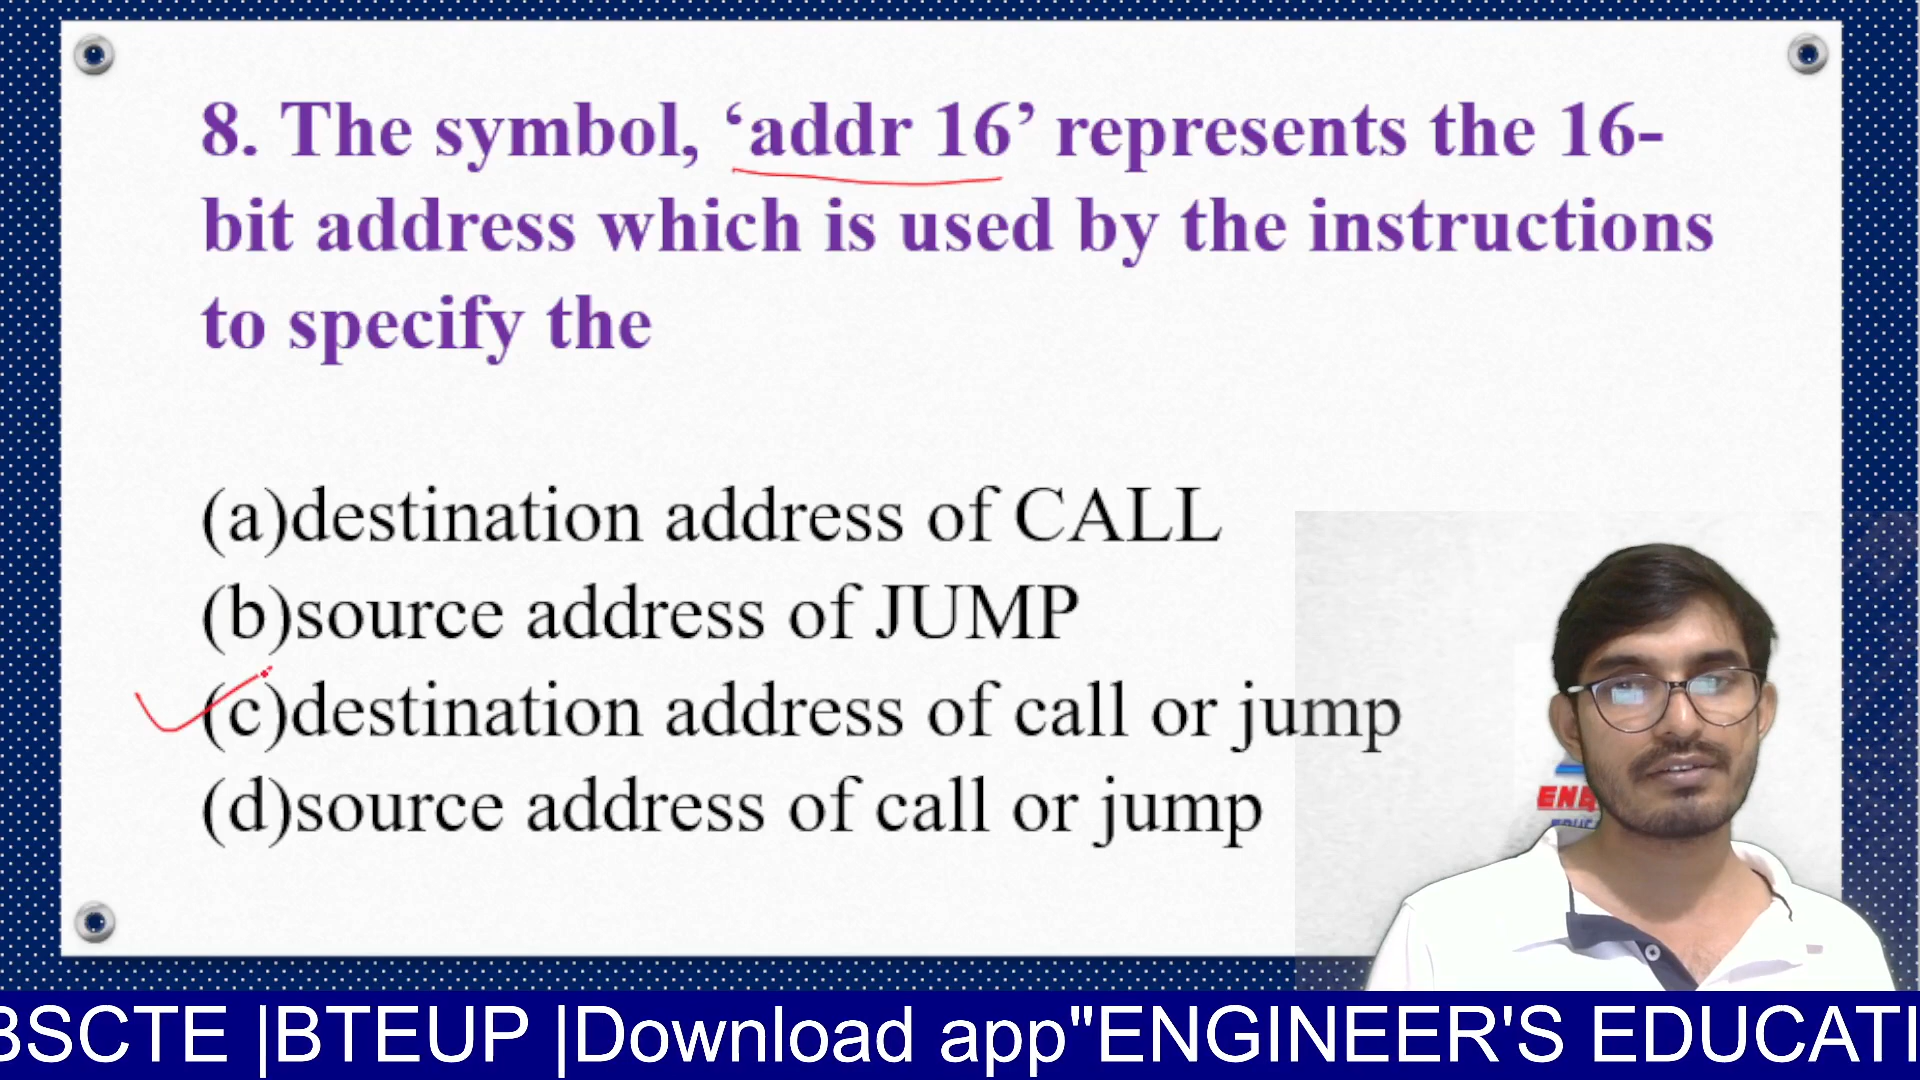 8. The symbol, ‘addr 16’ represents the 16-
bit address which is used by the instructions
to specify the
(a)destination address of CALL
(b)source address of JUMP
(c)destination address of call or jump
(d)source address of call or jump
BSCTE |BTEUP |Download app"ENGINEER'S EDUCATI